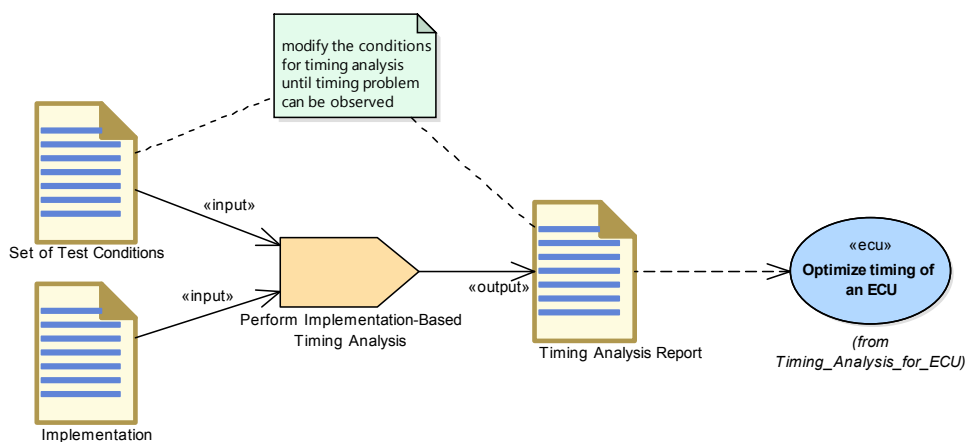 modify the conditions
for timing analysis
until timing problem
can be observed
«input»
Set of Test Conditions
«input»
Perform Implementation-Based
Timing Analysis
Implementation
«output»
Timing Analysis Report
«ecu»
Optimize timing of
an ECU
(from
Timing_Analysis_for_ECU)